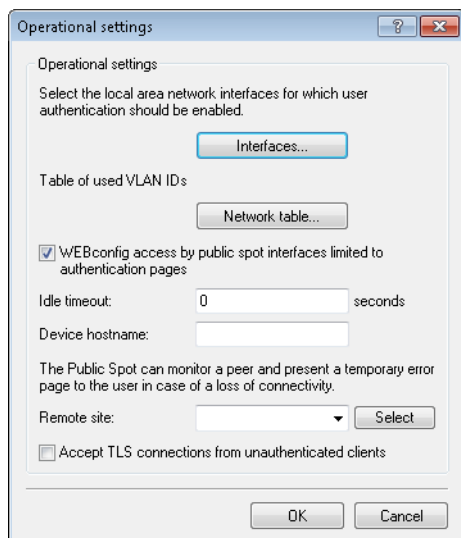 Operational settings
?
Operational settings
Select the local area network interfaces for which user
authentication should be enabled.
Interfaces...
Table of used VLAN IDs
Network table...
WEBconfig access by public spot interfaces limited to
authentication pages
Idle timeout: 0 seconds
Device hostname:
The Public Spot can monitor a peer and present a temporary error
page to the user in case of a loss of connectivity.
Remote site: Select
Accept TLS connections from unauthenticated clients
OK Cancel